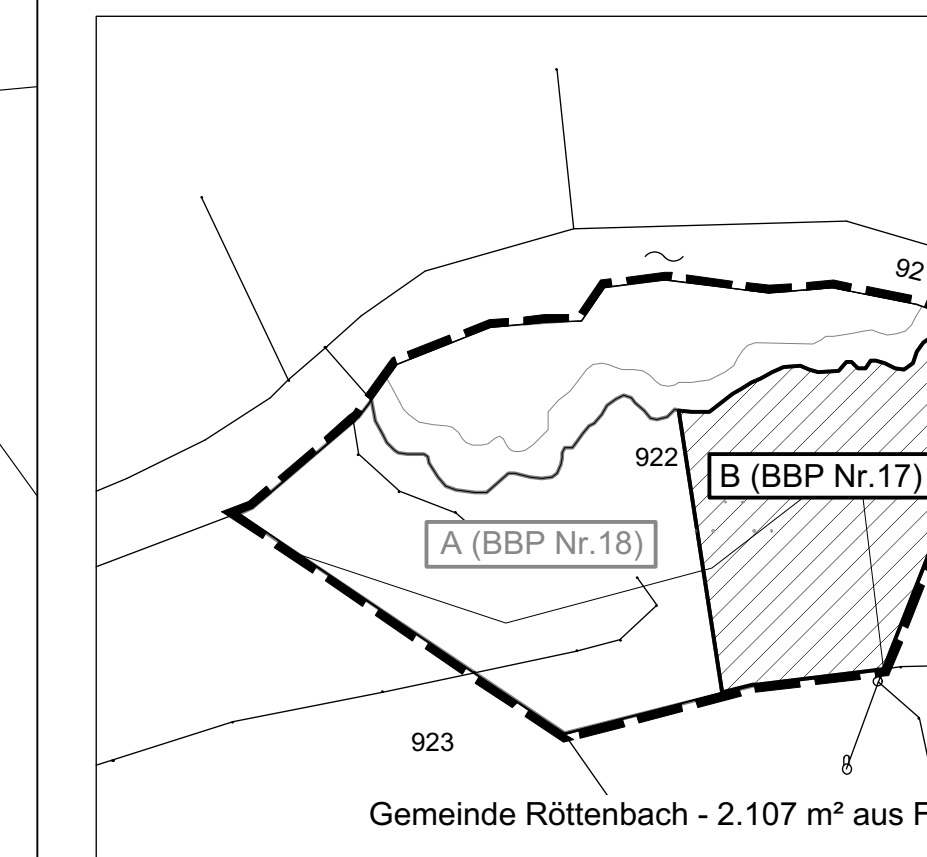 92
922
B (BBP Nr.17)
A (BBP Nr.18)
923
Gemeinde Röttenbach - 2.107 m² aus F